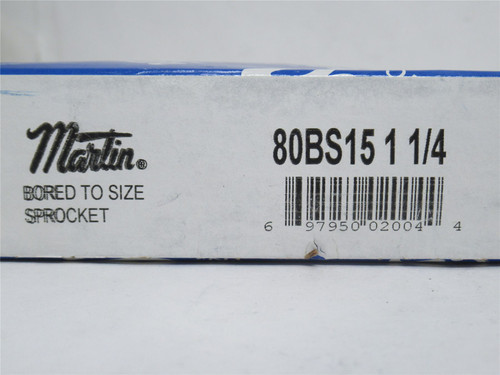 Martin®
BORED TO SIZE
SPROCKET
80BS15 1 1/4
6 97950 02004 4